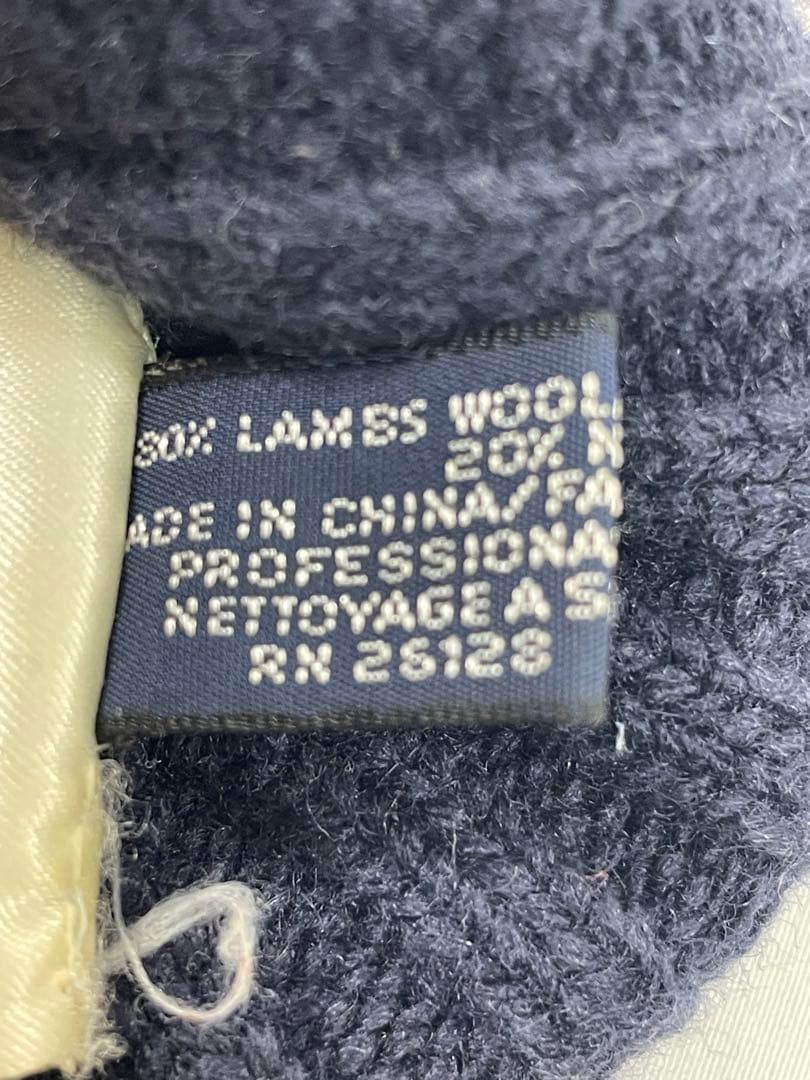 80% LAMBS WOOL
20% N
ADE IN CHINA/FA
PROFESSIONA
NETTOYAGE A S
RN 26128